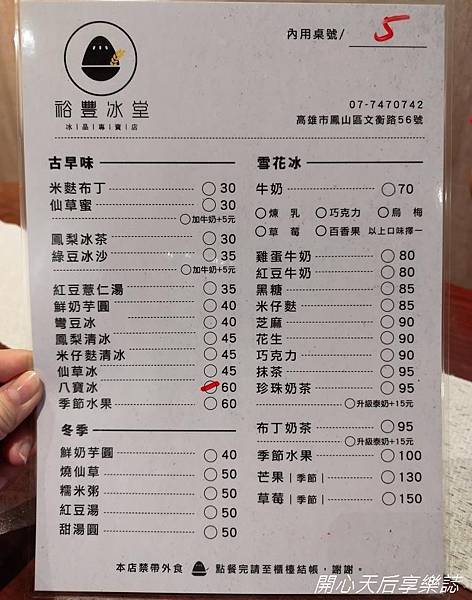 裕豐冰堂
冰品專賣店
內用桌號/ 5
07-7470742
高雄市鳳山區文衡路56號
古早味
米麩布丁 30
仙草蜜 30
加牛奶+5元
鳳梨冰茶 30
綠豆冰沙 35
加牛奶+5元
紅豆薏仁湯 35
鮮奶芋圓 40
彎豆冰 40
鳳梨清冰 45
米仔麩清冰 45
仙草冰 45
八寶冰 60
季節水果 60
冬季
鮮奶芋圓 40
燒仙草 50
糯米粥 50
紅豆湯 50
甜湯圓 50
雪花冰
牛奶 70
煉乳 巧克力 烏梅
草莓 百香果 以上口味擇一
雞蛋牛奶 80
紅豆牛奶 80
黑糖 85
米仔麩 85
芝麻 90
花生 90
巧克力 90
抹茶 95
珍珠奶茶 95
升級泰奶+15元
布丁奶茶 95
升級泰奶+15元
季節水果 100
芒果|季節| 130
草莓|季節| 150
本店禁帶外食 點餐完請至櫃檯結帳,謝謝。
開心天后享樂誌